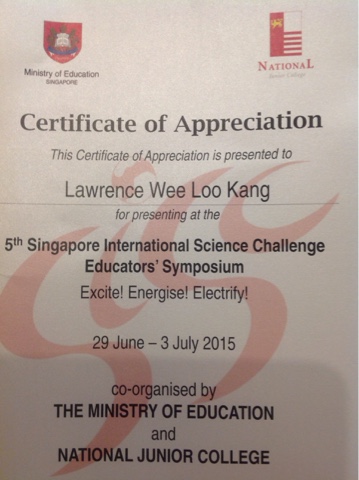 Ministry of Education
SINGAPORE
NATIONAL
Junior College
Certificate of Appreciation
This Certificate of Appreciation is presented to
Lawrence Wee Loo Kang
for presenting at the
5th Singapore International Science Challenge
Educators' Symposium
Excite! Energise! Electrify!
29 June – 3 July 2015
co-organised by
THE MINISTRY OF EDUCATION
and
NATIONAL JUNIOR COLLEGE